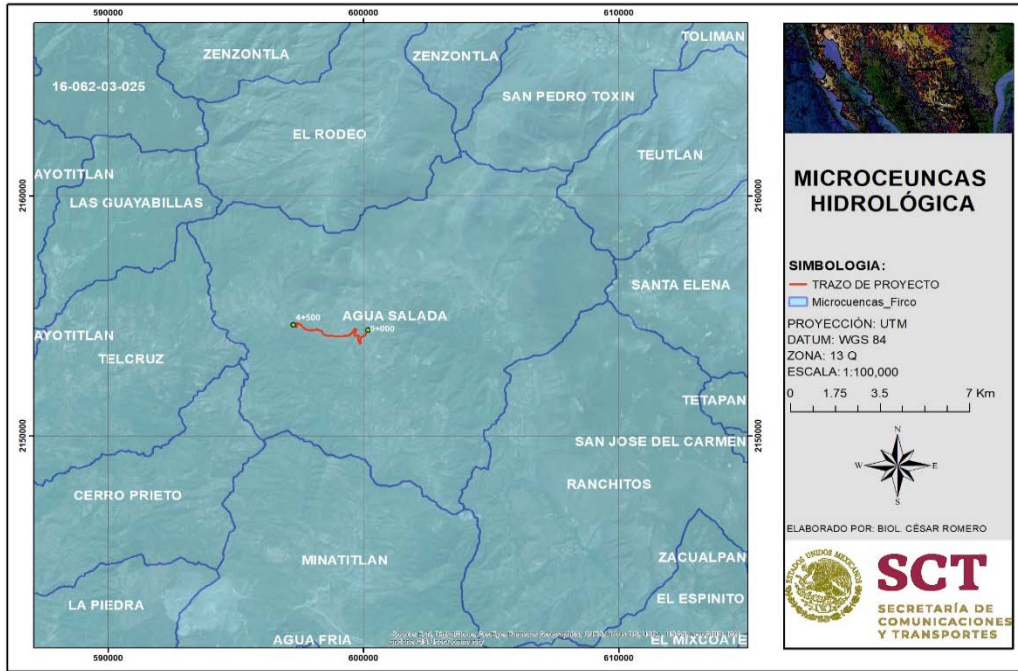 590000
600000
610000
TOLIMAN
ZENZONTLA
ZENZONTLA
16-062-03-025
SAN PEDRO TOXIN
EL RODEO
TEUTLAN
AYOTITLAN
2160000
2160000
LAS GUAYABILLAS
SANTA ELENA
AGUA SALADA
4+500
0+000
AYOTITLAN
TELCRUZ
TETAPAN
2150000
2150000
SAN JOSE DEL CARMEN
RANCHITOS
CERRO PRIETO
MINATITLAN
ZACUALPAN
LA PIEDRA
EL ESPINITO
AGUA FRIA
EL MIXCOATE
590000
600000
610000
MICROCEUNCAS
HIDROLÓGICA
SIMBOLOGIA:
TRAZO DE PROYECTO
Microcuencas_Firco
PROYECCIÓN: UTM
DATUM: WGS 84
ZONA: 13 Q
ESCALA: 1:100,000
0 1.75 3.5 7 Km
N
W E
S
ELABORADO POR: BIOL. CÉSAR ROMERO
ESTADOS UNIDOS MEXICANOS
SCT
SECRETARÍA DE
COMUNICACIONES
Y TRANSPORTES